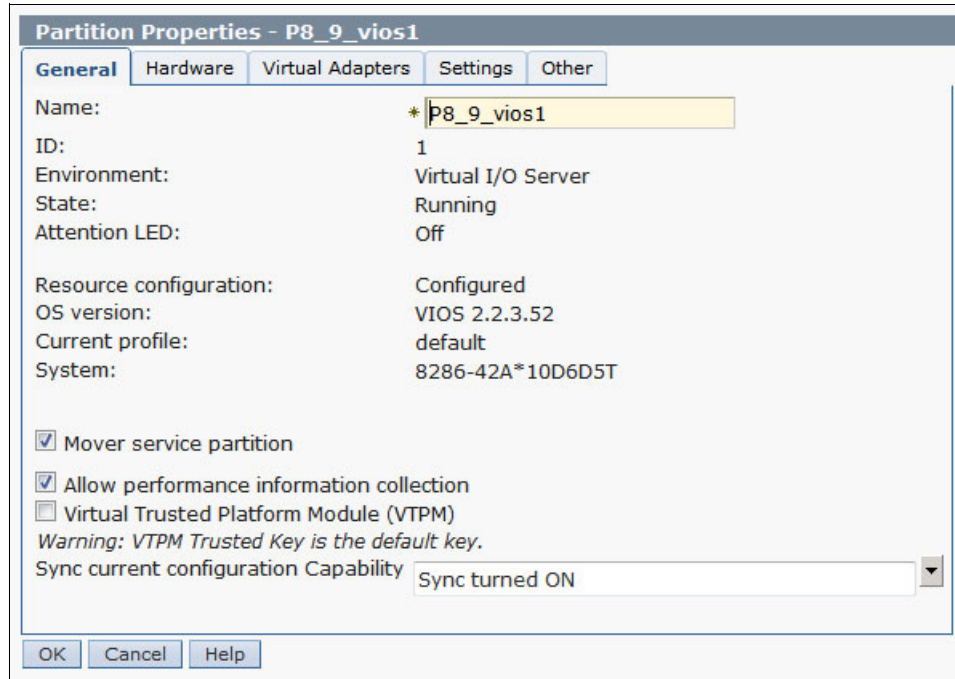 Partition Properties - P8_9_vios1
General Hardware Virtual Adapters Settings Other
Name: * P8_9_vios1
ID: 1
Environment: Virtual I/O Server
State: Running
Attention LED: Off
Resource configuration: Configured
OS version: VIOS 2.2.3.52
Current profile: default
System: 8286-42A*10D6D5T
Mover service partition
Allow performance information collection
Virtual Trusted Platform Module (VTPM)
Warning: VTPM Trusted Key is the default key.
Sync current configuration Capability Sync turned ON
OK Cancel Help